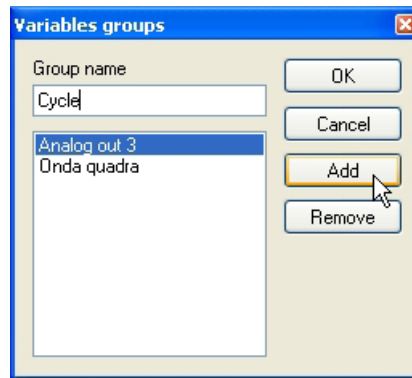 Variables groups
Group name
Cycle
Analog out 3
Onda quadra
OK
Cancel
Add
Remove